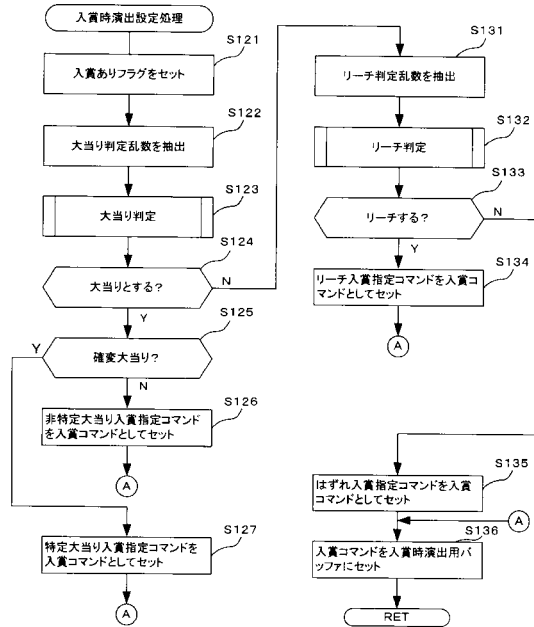 入賞時演出設定処理
S121
入賞ありフラグをセット
S122
大当り判定乱数を抽出
S123
大当り判定
S124
大当りとする?
N
Y
S125
確変大当り?
Y
N
S126
非特定大当り入賞指定コマンド
を入賞コマンドとしてセット
A
S127
特定大当り入賞指定コマンドを
入賞コマンドとしてセット
A
S131
リーチ判定乱数を抽出
S132
リーチ判定
S133
リーチする?
N
Y
S134
リーチ入賞指定コマンドを入賞コ
マンドとしてセット
A
S135
はずれ入賞指定コマンドを入賞
コマンドとしてセット
A
S136
入賞コマンドを入賞時演出用バ
ッファにセット
RET